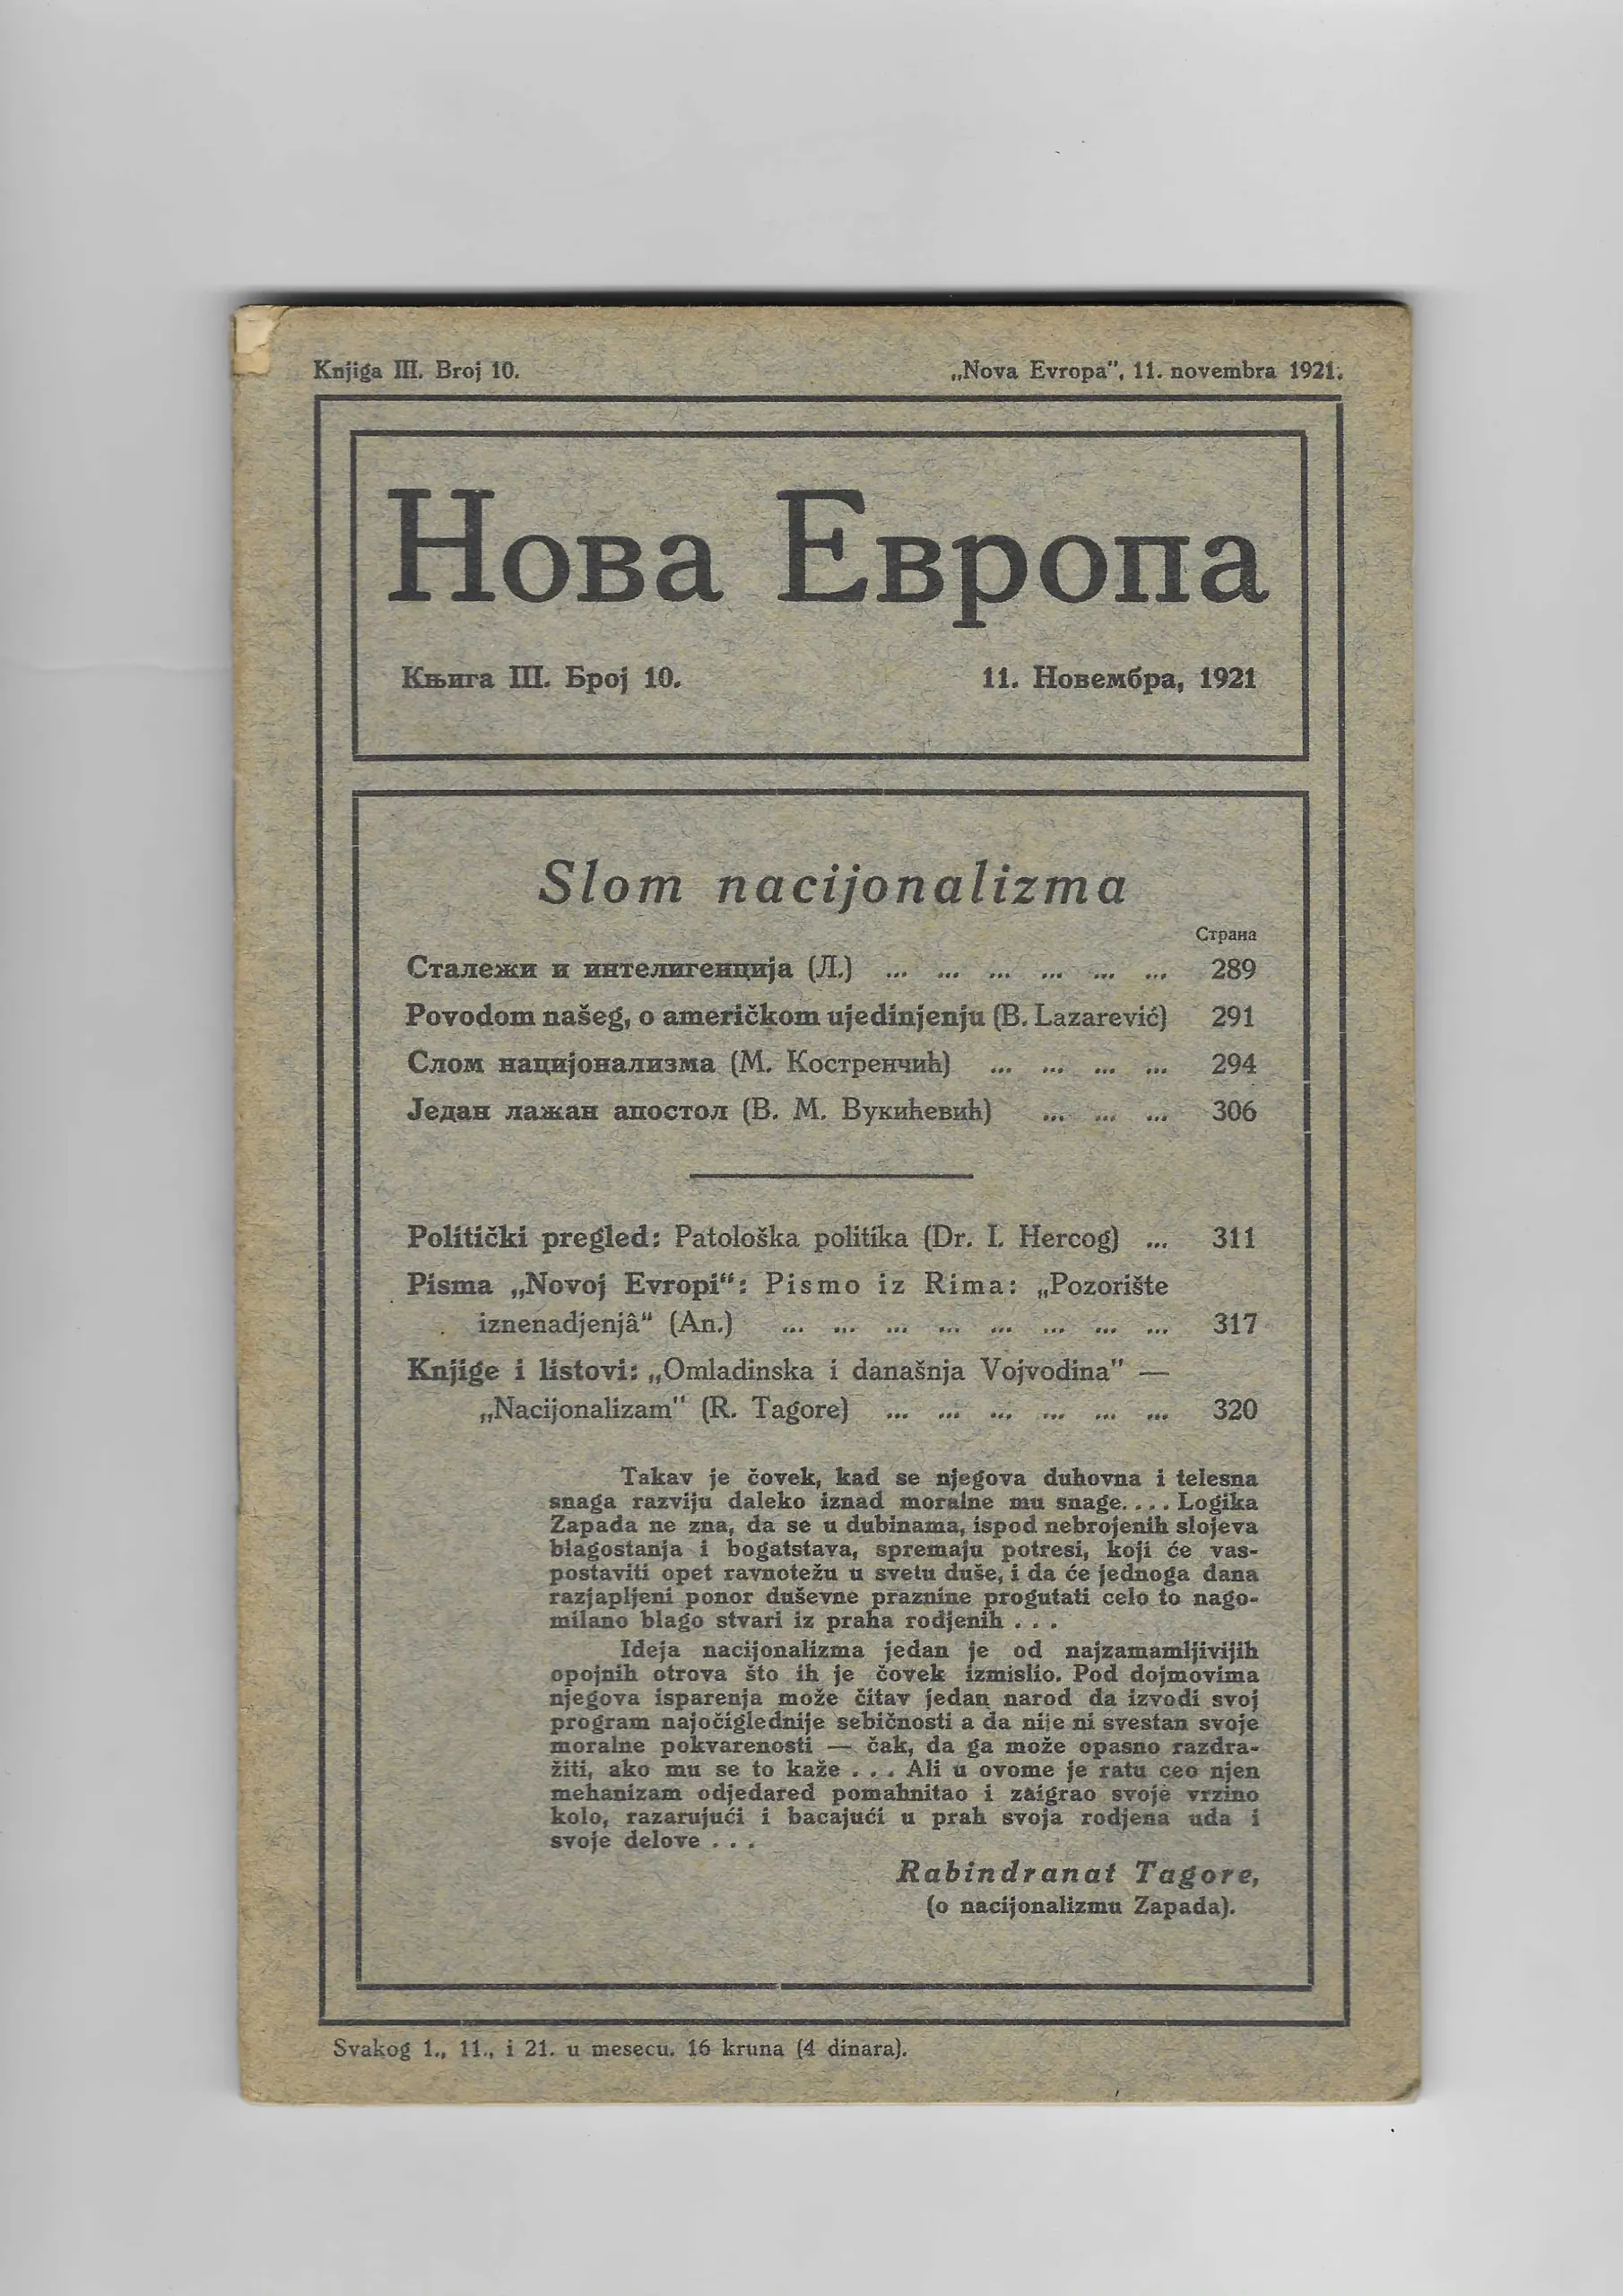 Knjiga III. Broj 10.
„Nova Evropa", 11. novembra 1921.
Нова Европа
Књига III. Број 10.
11. Новембра, 1921
Slom nacijonalizma
Страна
Сталежи и интелигенција (Л.) ... ... ... ... ... ... 289
Povodom našeg, o američkom ujedinjenju (B. Lazarević) 291
Слом нацијонализма (М. Костренчић) ... ... ... ... 294
Један лажан апостол (В. М. Вукићевић) ... ... ... 306
Politički pregled: Patološka politika (Dr. I. Hercog) ... 311
Pisma „Novoj Evropi“: Pismo iz Rima: „Pozorište
iznenadjenjâ“ (An.) ... ... ... ... ... ... ... ... 317
Knjige i listovi: „Omladinska i današnja Vojvodina" —
„Nacijonalizam" (R. Tagore) ... ... ... ... ... ... 320
Takav je čovek, kad se njegova duhovna i telesna
snaga razviju daleko iznad moralne mu snage.... Logika
Zapada ne zna, da se u dubinama, ispod nebrojenih slojeva
blagostanja i bogatstava, spremaju potresi, koji će vas-
postaviti opet ravnotežu u svetu duše, i da će jednoga dana
razjapljeni ponor duševne praznine progutati celo to nago-
milano blago stvari iz praha rodjenih . . .
Ideja nacijonalizma jedan je od najzamamljivijih
opojnih otrova što ih je čovek izmislio. Pod dojmovima
njegova isparenja može čitav jedan narod da izvodi svoj
program najočiglednije sebičnosti a da nije ni svestan svoje
moralne pokvarenosti — čak, da ga može opasno razdra-
žiti, ako mu se to kaže . . . Ali u ovome je ratu ceo njen
mehanizam odjedared pomahnitao i zaigrao svoje vrzino
kolo, razarujući i bacajući u prah svoja rodjena uda i
svoje delove . . .
Rabindranat Tagore,
(o nacijonalizmu Zapada).
Svakog 1., 11., i 21. u mesecu. 16 kruna (4 dinara).